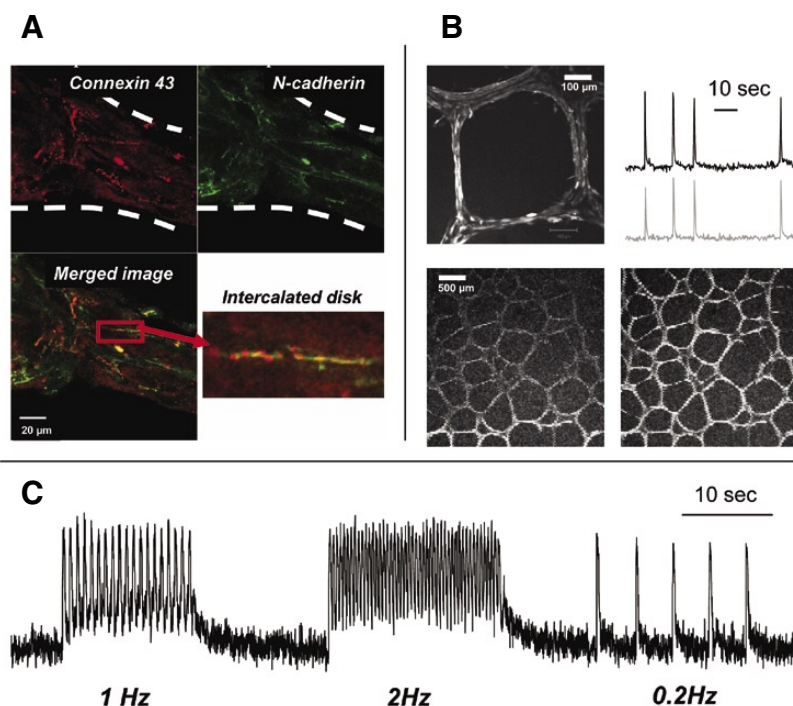 A
Connexin 43
N-cadherin
Merged image
Intercalated disk
20 µm
B
100 µm
10 sec
500 µm
C
10 sec
1 Hz
2Hz
0.2Hz